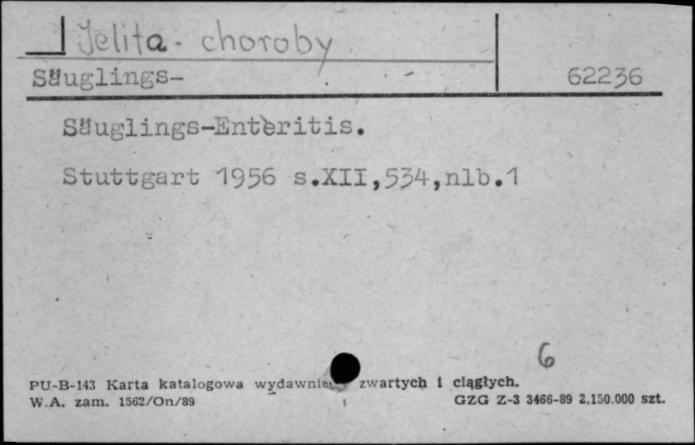 Jelita - choroby
Säuglings- 62236
Säuglings-Enteritis.
Stuttgart 1956 s.XII,534,nlb.1
6
PU-B-143 Karta katalogowa zwartych i ciągłych.
W.A. zam. 1562/On/89 GZG Z-3 3466-89 2.150.000 szt.